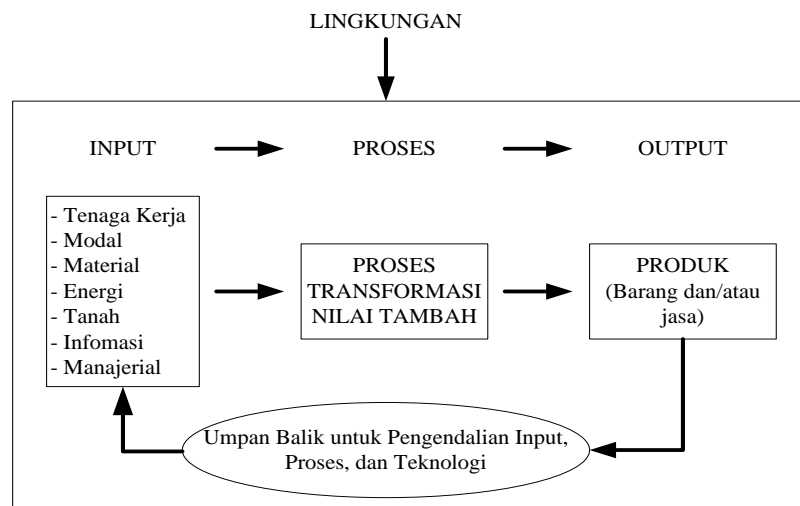 LINGKUNGAN
INPUT
PROSES
OUTPUT
- Tenaga Kerja
- Modal
- Material
- Energi
- Tanah
- Infomasi
- Manajerial
PROSES
TRANSFORMASI
NILAI TAMBAH
PRODUK
(Barang dan/atau
jasa)
Umpan Balik untuk Pengendalian Input,
Proses, dan Teknologi